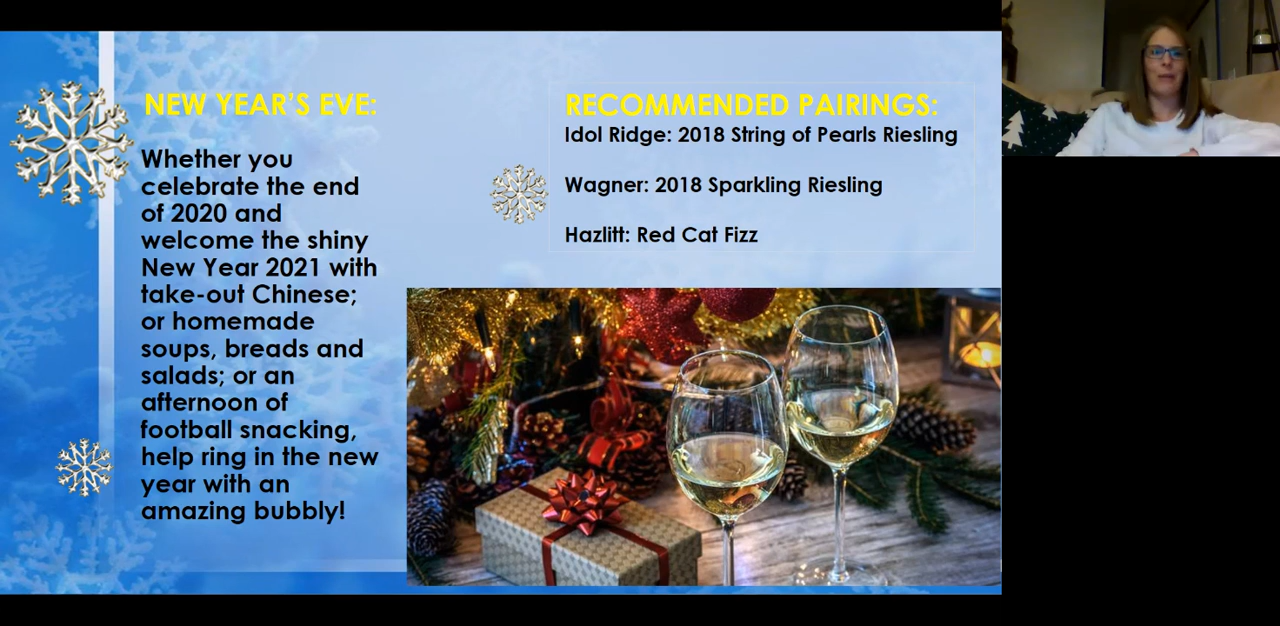 NEW YEAR'S EVE:
Whether you
celebrate the end
of 2020 and
welcome the shiny
New Year 2021 with
take-out Chinese;
or homemade
soups, breads and
salads; or an
afternoon of
football snacking,
help ring in the new
year with an
amazing bubbly!
RECOMMENDED PAIRINGS:
Idol Ridge: 2018 String of Pearls Riesling
Wagner: 2018 Sparkling Riesling
Hazlitt: Red Cat Fizz